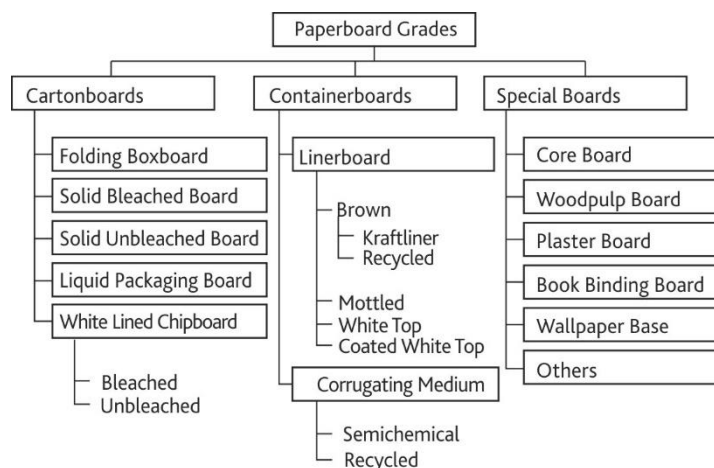 Paperboard Grades
Cartonboards
Containerboards
Special Boards
Folding Boxboard
Solid Bleached Board
Solid Unbleached Board
Liquid Packaging Board
White Lined Chipboard
Bleached
Unbleached
Linerboard
Brown
Kraftliner
Recycled
Mottled
White Top
Coated White Top
Corrugating Medium
Semichemical
Recycled
Core Board
Woodpulp Board
Plaster Board
Book Binding Board
Wallpaper Base
Others